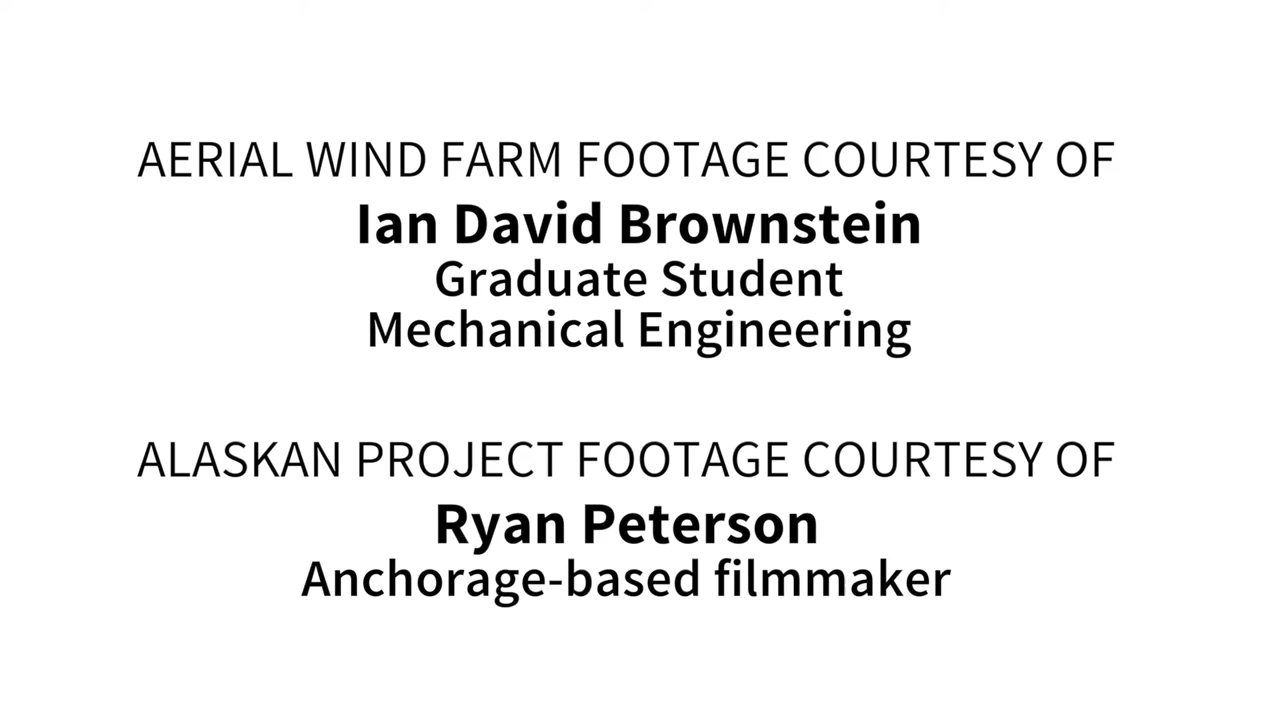 AERIAL WIND FARM FOOTAGE COURTESY OF
Ian David Brownstein
Graduate Student
Mechanical Engineering
ALASKAN PROJECT FOOTAGE COURTESY OF
Ryan Peterson
Anchorage-based filmmaker